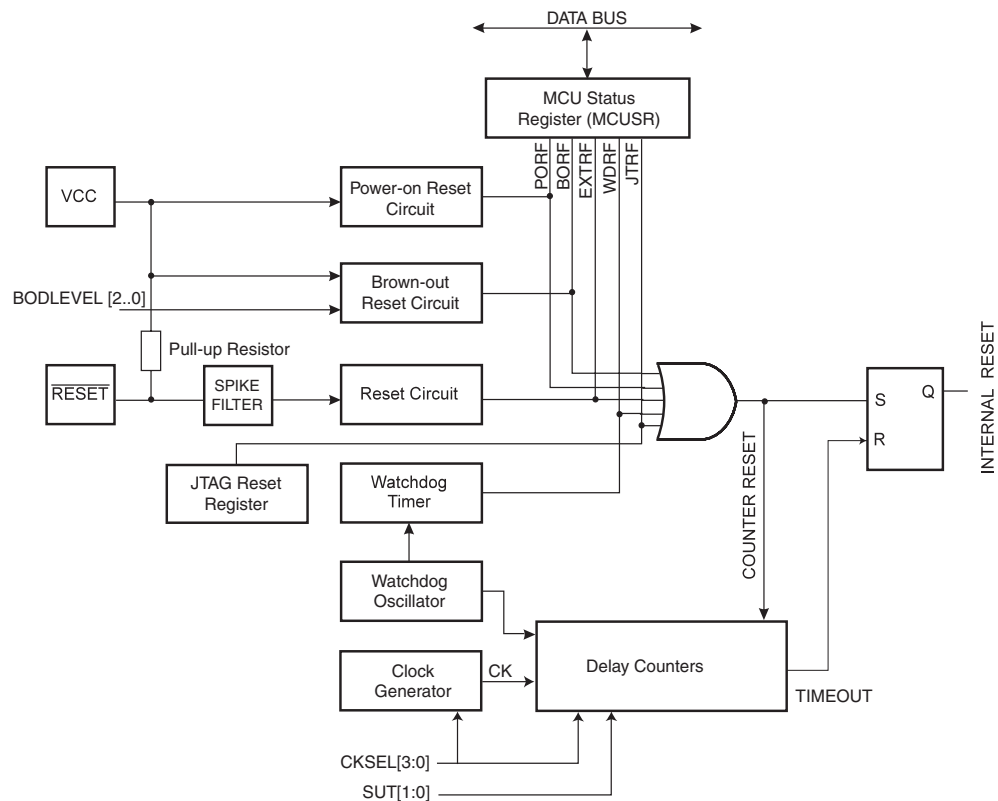 DATA BUS
MCU Status
Register (MCUSR)
PORF
BORF
EXTRF
WDRF
JTRF
VCC
Power-on Reset
Circuit
Brown-out
Reset Circuit
BODLEVEL [2..0]
Pull-up Resistor
RESET
SPIKE
FILTER
Reset Circuit
JTAG Reset
Register
Watchdog
Timer
S
Q
R
INTERNAL RESET
COUNTER RESET
Watchdog
Oscillator
Clock
Generator
CK
Delay Counters
TIMEOUT
CKSEL[3:0]
SUT[1:0]